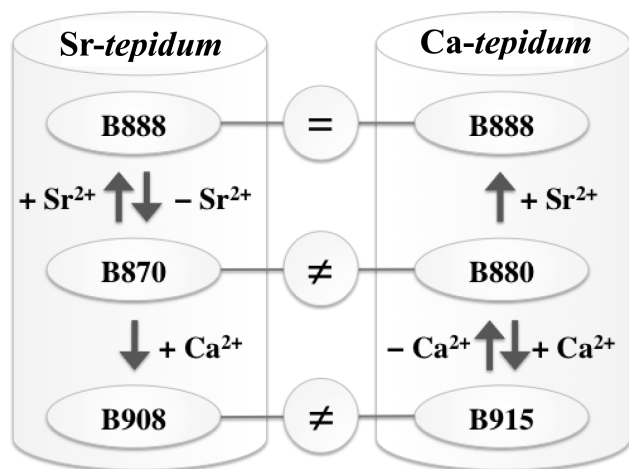 Sr-tepidum Ca-tepidum
B888 = B888
+ Sr²⁺ − Sr²⁺ + Sr²⁺
B870 ≠ B880
+ Ca²⁺ − Ca²⁺ + Ca²⁺
B908 ≠ B915